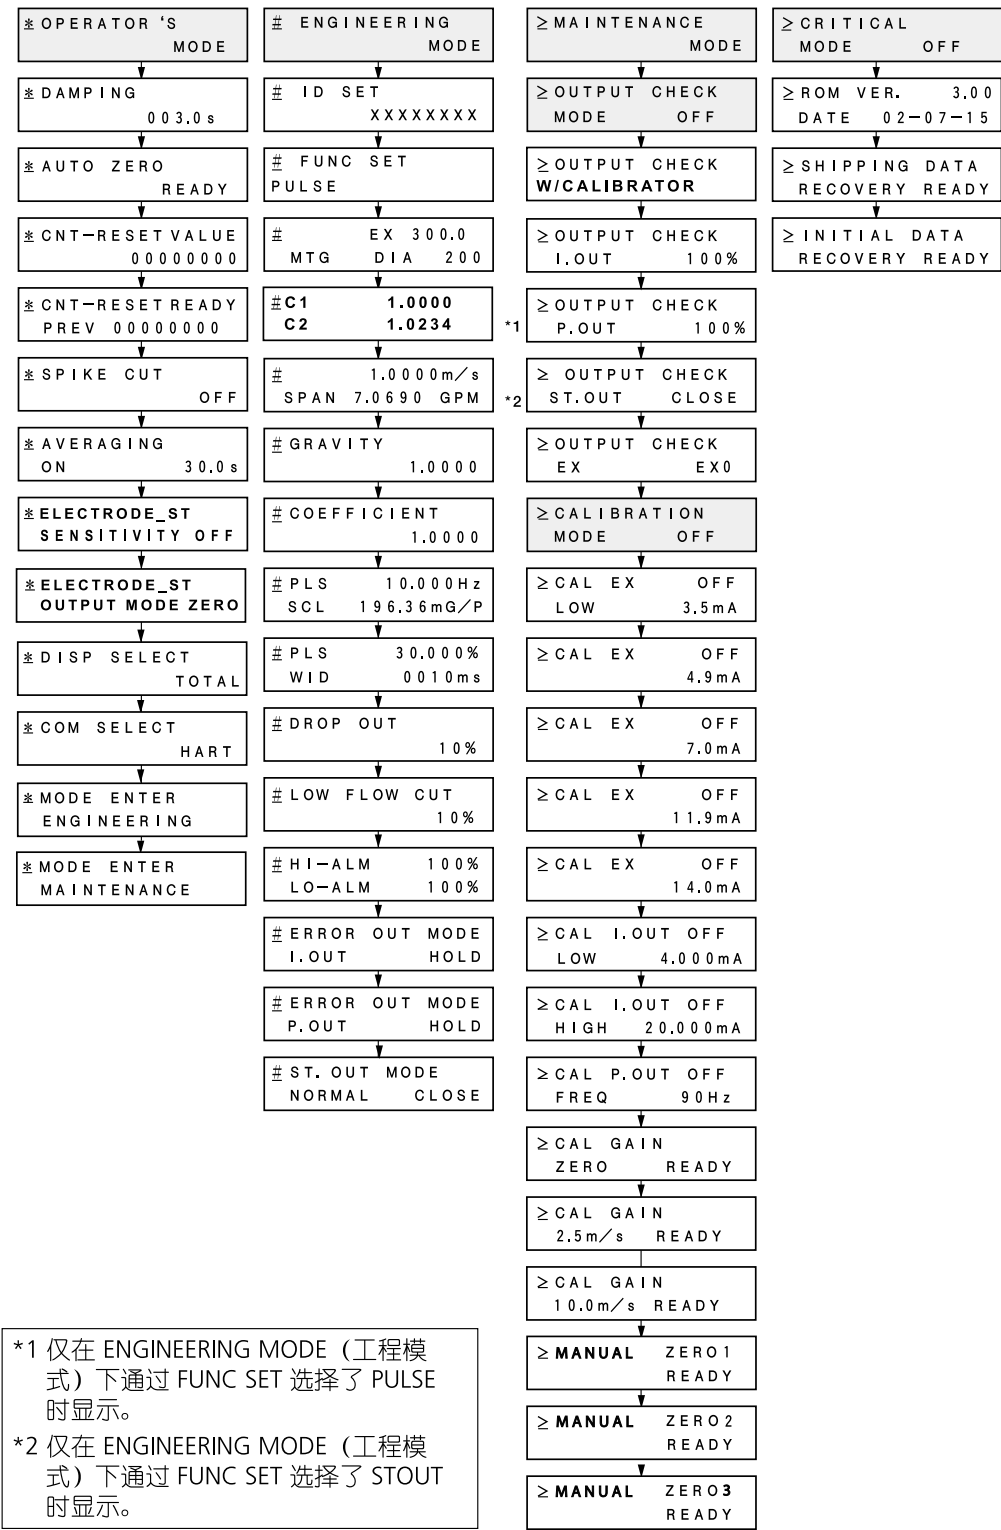 * OPERATOR 'S
MODE
* DAMPING
003.0 s
* AUTO ZERO
READY
* CNT-RESET VALUE
00000000
* CNT-RESET READY
PREV 00000000
* SPIKE CUT
OFF
* AVERAGING
ON 30.0 s
* ELECTRODE_ST
SENSITIVITY OFF
* ELECTRODE_ST
OUTPUT MODE ZERO
* DISP SELECT
TOTAL
* COM SELECT
HART
* MODE ENTER
ENGINEERING
* MODE ENTER
MAINTENANCE
# ENGINEERING
MODE
# ID SET
XXXXXXXX
# FUNC SET
PULSE
# EX 300.0
MTG DIA 200
#C1 1.0000
C2 1.0234
# 1.0000m/s
SPAN 7.0690 GPM
# GRAVITY
1.0000
# COEFFICIENT
1.0000
# PLS 10.000Hz
SCL 196.36mG/P
# PLS 30.000%
WID 0010ms
# DROP OUT
10%
# LOW FLOW CUT
10%
# HI-ALM 100%
LO-ALM 100%
# ERROR OUT MODE
I.OUT HOLD
# ERROR OUT MODE
P.OUT HOLD
# ST. OUT MODE
NORMAL CLOSE
≥ MAINTENANCE
MODE
≥ OUTPUT CHECK
MODE OFF
≥ OUTPUT CHECK
W/CALIBRATOR
≥ OUTPUT CHECK
I.OUT 100%
≥ OUTPUT CHECK
*1 P.OUT 100%
≥ OUTPUT CHECK
*2 ST.OUT CLOSE
≥ OUTPUT CHECK
EX EX0
≥ CALIBRATION
MODE OFF
≥ CAL EX OFF
LOW 3.5mA
≥ CAL EX OFF
4.9mA
≥ CAL EX OFF
7.0mA
≥ CAL EX OFF
11.9mA
≥ CAL EX OFF
14.0mA
≥ CAL I.OUT OFF
LOW 4.000mA
≥ CAL I.OUT OFF
HIGH 20.000mA
≥ CAL P.OUT OFF
FREQ 90Hz
≥ CAL GAIN
ZERO READY
≥ CAL GAIN
2.5m/s READY
≥ CAL GAIN
10.0m/s READY
≥ MANUAL ZERO1
READY
≥ MANUAL ZERO2
READY
≥ MANUAL ZERO3
READY
≥ CRITICAL
MODE OFF
≥ ROM VER. 3.00
DATE 02-07-15
≥ SHIPPING DATA
RECOVERY READY
≥ INITIAL DATA
RECOVERY READY
*1 仅在 ENGINEERING MODE（工程模
式）下通过 FUNC SET 选择了 PULSE
时显示。
*2 仅在 ENGINEERING MODE（工程模
式）下通过 FUNC SET 选择了 STOUT
时显示。